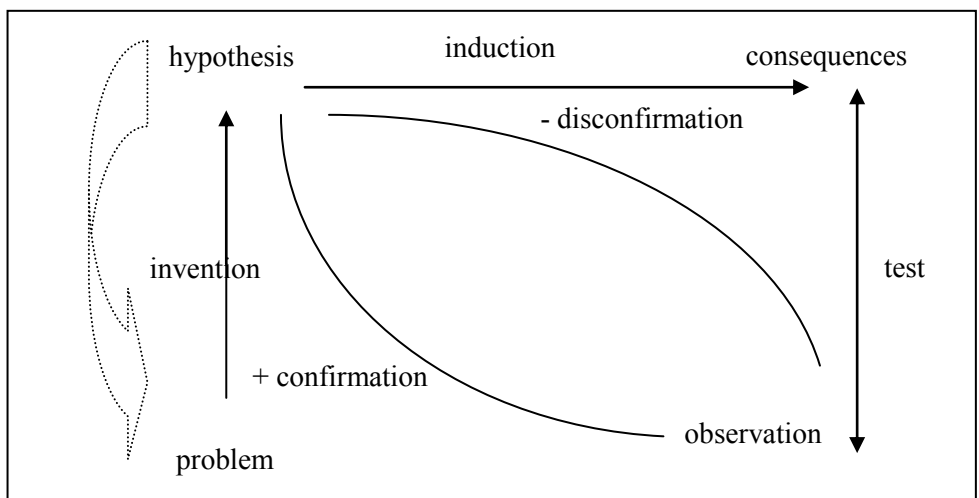 induction
hypothesis
consequences
- disconfirmation
invention
test
+ confirmation
observation
problem